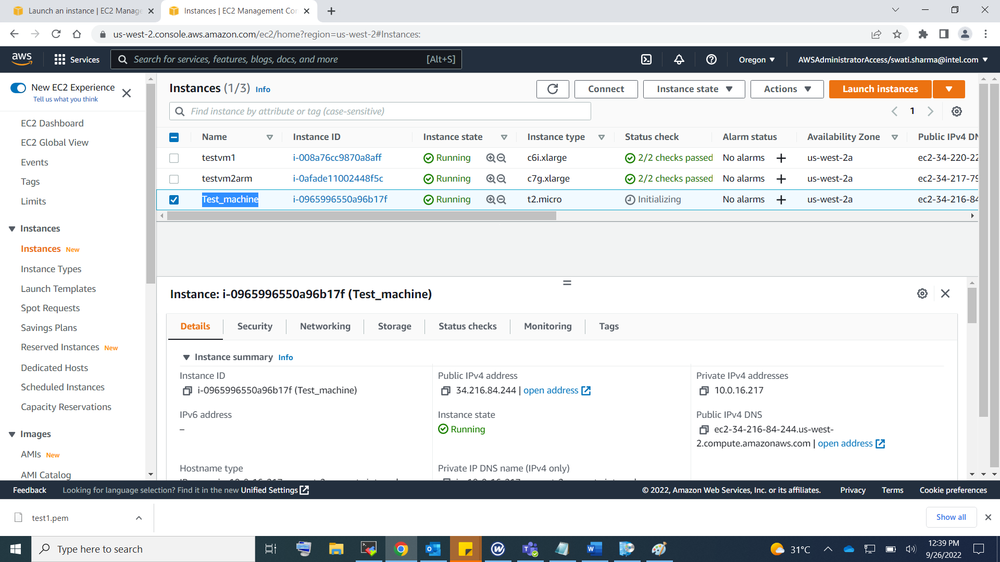 Launch an instance | EC2 Manage
Instances | EC2 Management Con
us-west-2.console.aws.amazon.com/ec2/home?region=us-west-2#Instances:
aws
Services
Search for services, features, blogs, docs, and more
[Alt+S]
Oregon
AWSAdministratorAccess/swati.sharma@intel.com
New EC2 Experience
Tell us what you think
EC2 Dashboard
EC2 Global View
Events
Tags
Limits
Instances
Instances New
Instance Types
Launch Templates
Spot Requests
Savings Plans
Reserved Instances New
Dedicated Hosts
Scheduled Instances
Capacity Reservations
Images
AMIs New
AMI Catalog
Instances (1/3) Info
Connect
Instance state
Actions
Launch instances
Find instance by attribute or tag (case-sensitive)
1
Name Instance ID Instance state Instance type Status check Alarm status Availability Zone Public IPv4 DN
testvm1 i-008a76cc9870a8aff Running c6i.xlarge 2/2 checks passed No alarms us-west-2a ec2-34-220-22
testvm2arm i-0afade11002448f5c Running c7g.xlarge 2/2 checks passed No alarms us-west-2a ec2-34-217-79
Test_machine i-0965996550a96b17f Running t2.micro Initializing No alarms us-west-2a ec2-34-216-84
Instance: i-0965996550a96b17f (Test_machine)
Details Security Networking Storage Status checks Monitoring Tags
Instance summary Info
Instance ID
i-0965996550a96b17f (Test_machine)
Public IPv4 address
34.216.84.244 | open address
Private IPv4 addresses
10.0.16.217
IPv6 address
–
Instance state
Running
Public IPv4 DNS
ec2-34-216-84-244.us-west-
2.compute.amazonaws.com | open address
Hostname type
Private IP DNS name (IPv4 only)
Feedback
Looking for language selection? Find it in the new Unified Settings
© 2022, Amazon Web Services, Inc. or its affiliates.
Privacy
Terms
Cookie preferences
test1.pem
Show all
Type here to search
31°C
12:39 PM
9/26/2022